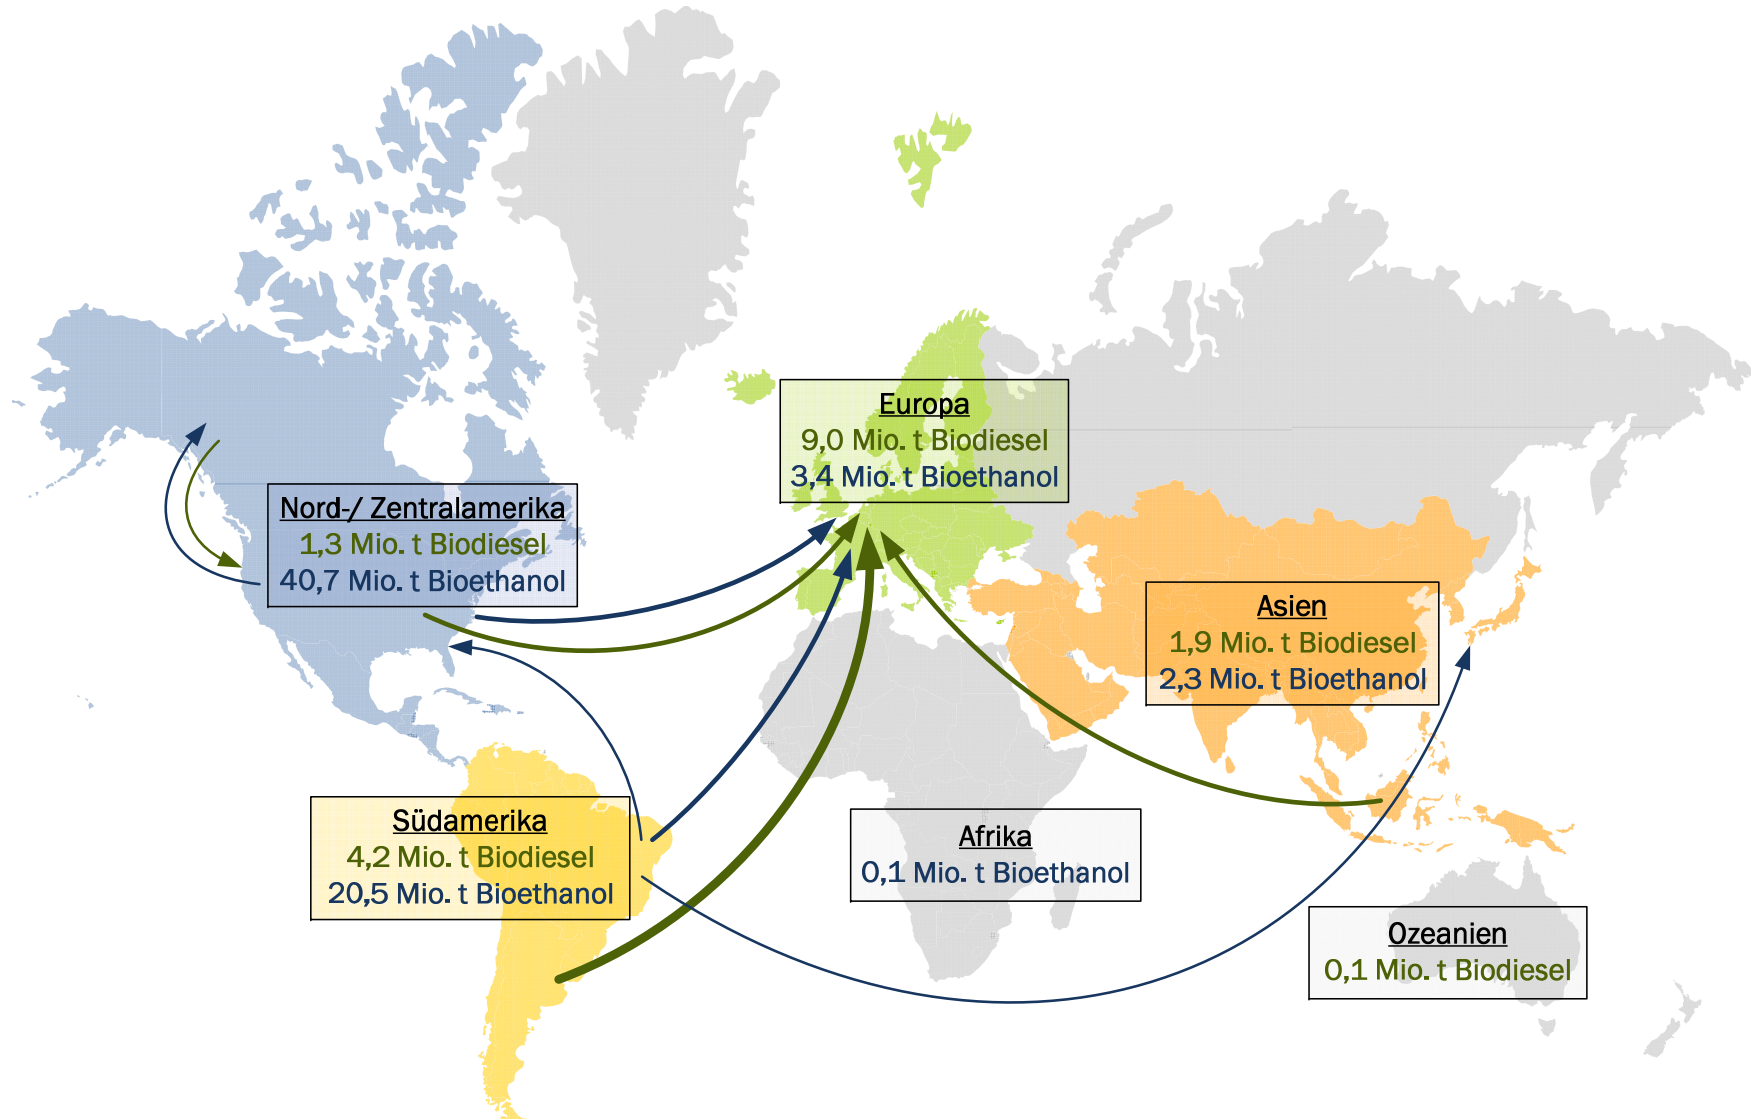 Europa
9,0 Mio. t Biodiesel
3,4 Mio. t Bioethanol
Nord-/ Zentralamerika
1,3 Mio. t Biodiesel
40,7 Mio. t Bioethanol
Asien
1,9 Mio. t Biodiesel
2,3 Mio. t Bioethanol
Südamerika
4,2 Mio. t Biodiesel
20,5 Mio. t Bioethanol
Afrika
0,1 Mio. t Bioethanol
Ozeanien
0,1 Mio. t Biodiesel